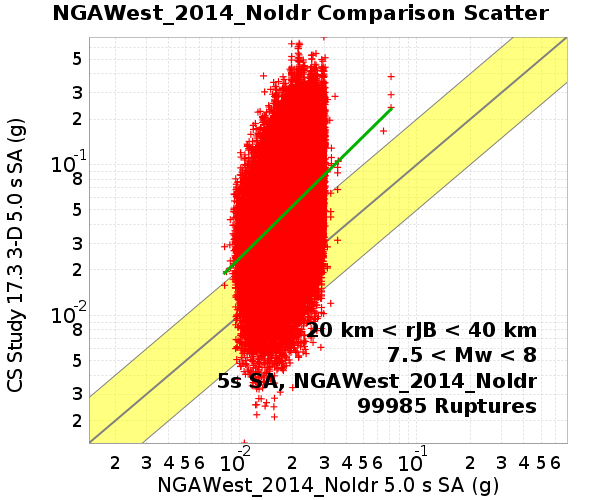 NGAWest_2014_NoIdr Comparison Scatter
CS Study 17.3 3-D 5.0 s SA (g)
5
3
2
10-1
8
5
3
2
10-2
8
5
3
2
20 km < rJB < 40 km
7.5 < Mw < 8
5s SA, NGAWest_2014_NoIdr
99985 Ruptures
2 3 4 5 6 10-2 2 3 4 5 6 10-1 2 3 4 5 6
NGAWest_2014_NoIdr 5.0 s SA (g)